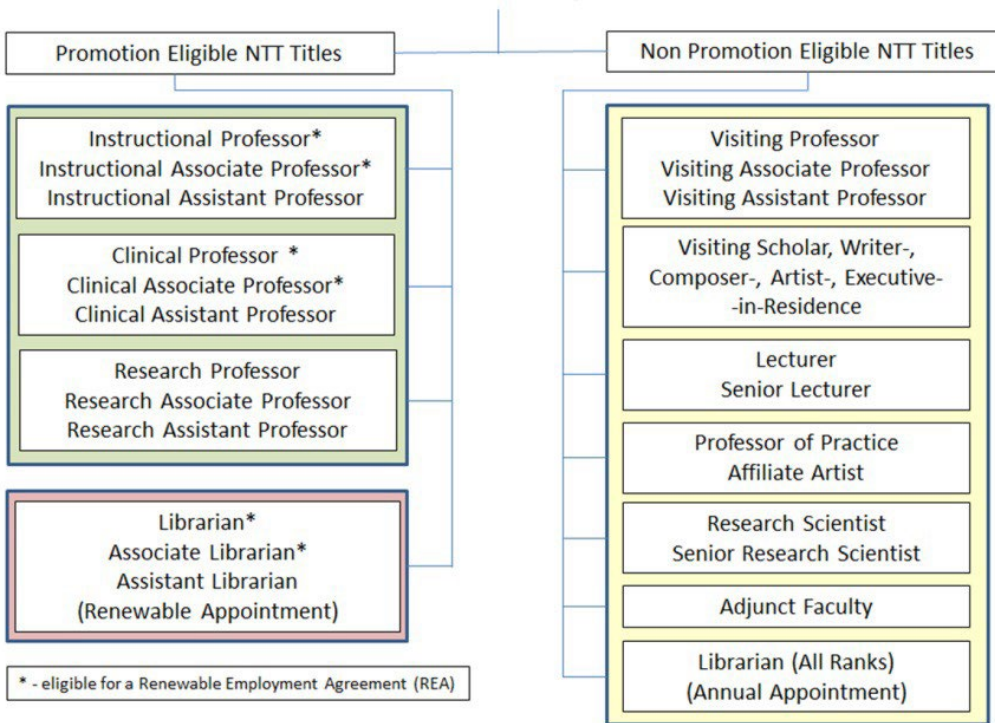 Promotion Eligible NTT Titles
Instructional Professor*
Instructional Associate Professor*
Instructional Assistant Professor
Clinical Professor *
Clinical Associate Professor*
Clinical Assistant Professor
Research Professor
Research Associate Professor
Research Assistant Professor
Librarian*
Associate Librarian*
Assistant Librarian
(Renewable Appointment)
* - eligible for a Renewable Employment Agreement (REA)
Non Promotion Eligible NTT Titles
Visiting Professor
Visiting Associate Professor
Visiting Assistant Professor
Visiting Scholar, Writer-,
Composer-, Artist-, Executive-
-in-Residence
Lecturer
Senior Lecturer
Professor of Practice
Affiliate Artist
Research Scientist
Senior Research Scientist
Adjunct Faculty
Librarian (All Ranks)
(Annual Appointment)